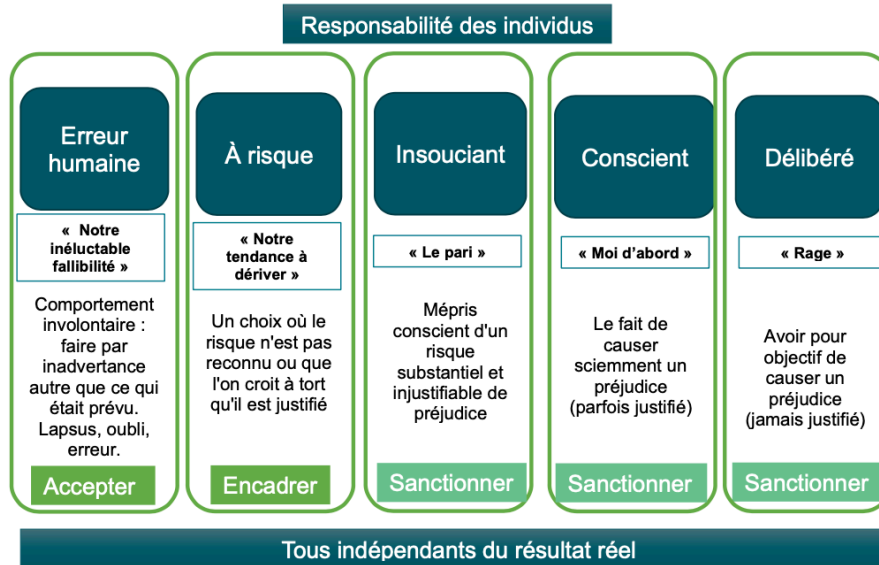 Responsabilité des individus
Erreur
humaine
« Notre
inéluctable
fallibilité »
Comportement
involontaire :
faire par
inadvertance
autre que ce qui
était prévu.
Lapsus, oubli,
erreur.
Accepter
À risque
« Notre
tendance à
dériver »
Un choix où le
risque n'est pas
reconnu ou que
l'on croit à tort
qu'il est justifié
Encadrer
Insouciant
« Le pari »
Mépris
conscient d'un
risque
substantiel et
injustifiable de
préjudice
Sanctionner
Conscient
« Moi d'abord »
Le fait de
causer
sciemment un
préjudice
(parfois justifié)
Sanctionner
Délibéré
« Rage »
Avoir pour
objectif de
causer un
préjudice
(jamais justifié)
Sanctionner
Tous indépendants du résultat réel